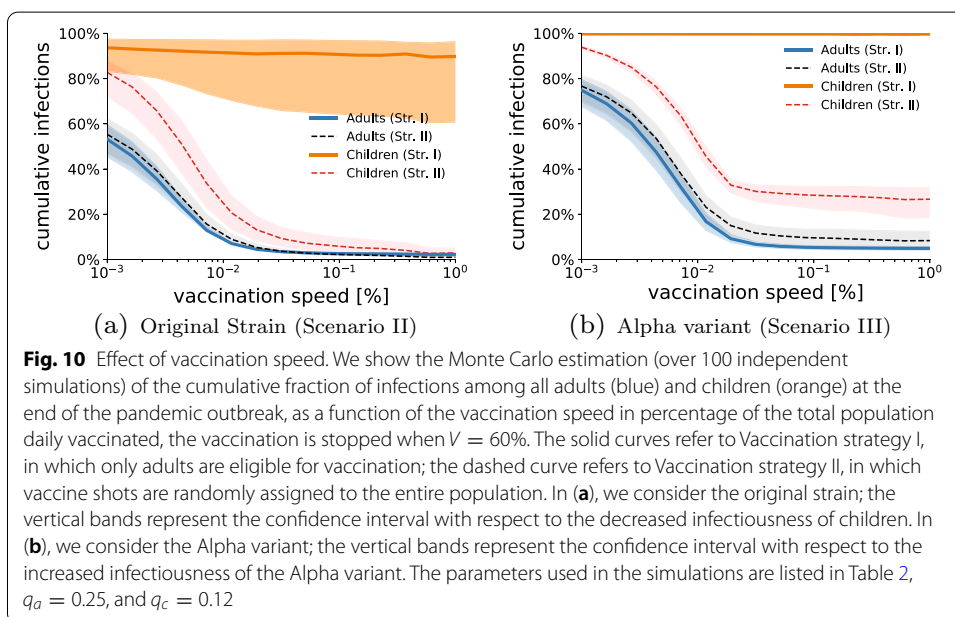 100%
80%
60%
40%
20%
0%
cumulative infections
Adults (Str. I)
Adults (Str. II)
Children (Str. I)
Children (Str. II)
10⁻³
10⁻²
10⁻¹
10⁰
vaccination speed [%]
(a) Original Strain (Scenario II)
100%
80%
60%
40%
20%
0%
cumulative infections
Adults (Str. I)
Adults (Str. II)
Children (Str. I)
Children (Str. II)
10⁻³
10⁻²
10⁻¹
10⁰
vaccination speed [%]
(b) Alpha variant (Scenario III)
Fig. 10 Effect of vaccination speed. We show the Monte Carlo estimation (over 100 independent
simulations) of the cumulative fraction of infections among all adults (blue) and children (orange) at the
end of the pandemic outbreak, as a function of the vaccination speed in percentage of the total population
daily vaccinated, the vaccination is stopped when V = 60%. The solid curves refer to Vaccination strategy I,
in which only adults are eligible for vaccination; the dashed curve refers to Vaccination strategy II, in which
vaccine shots are randomly assigned to the entire population. In (a), we consider the original strain; the
vertical bands represent the confidence interval with respect to the decreased infectiousness of children. In
(b), we consider the Alpha variant; the vertical bands represent the confidence interval with respect to the
increased infectiousness of the Alpha variant. The parameters used in the simulations are listed in Table 2,
qₐ = 0.25, and q_c = 0.12